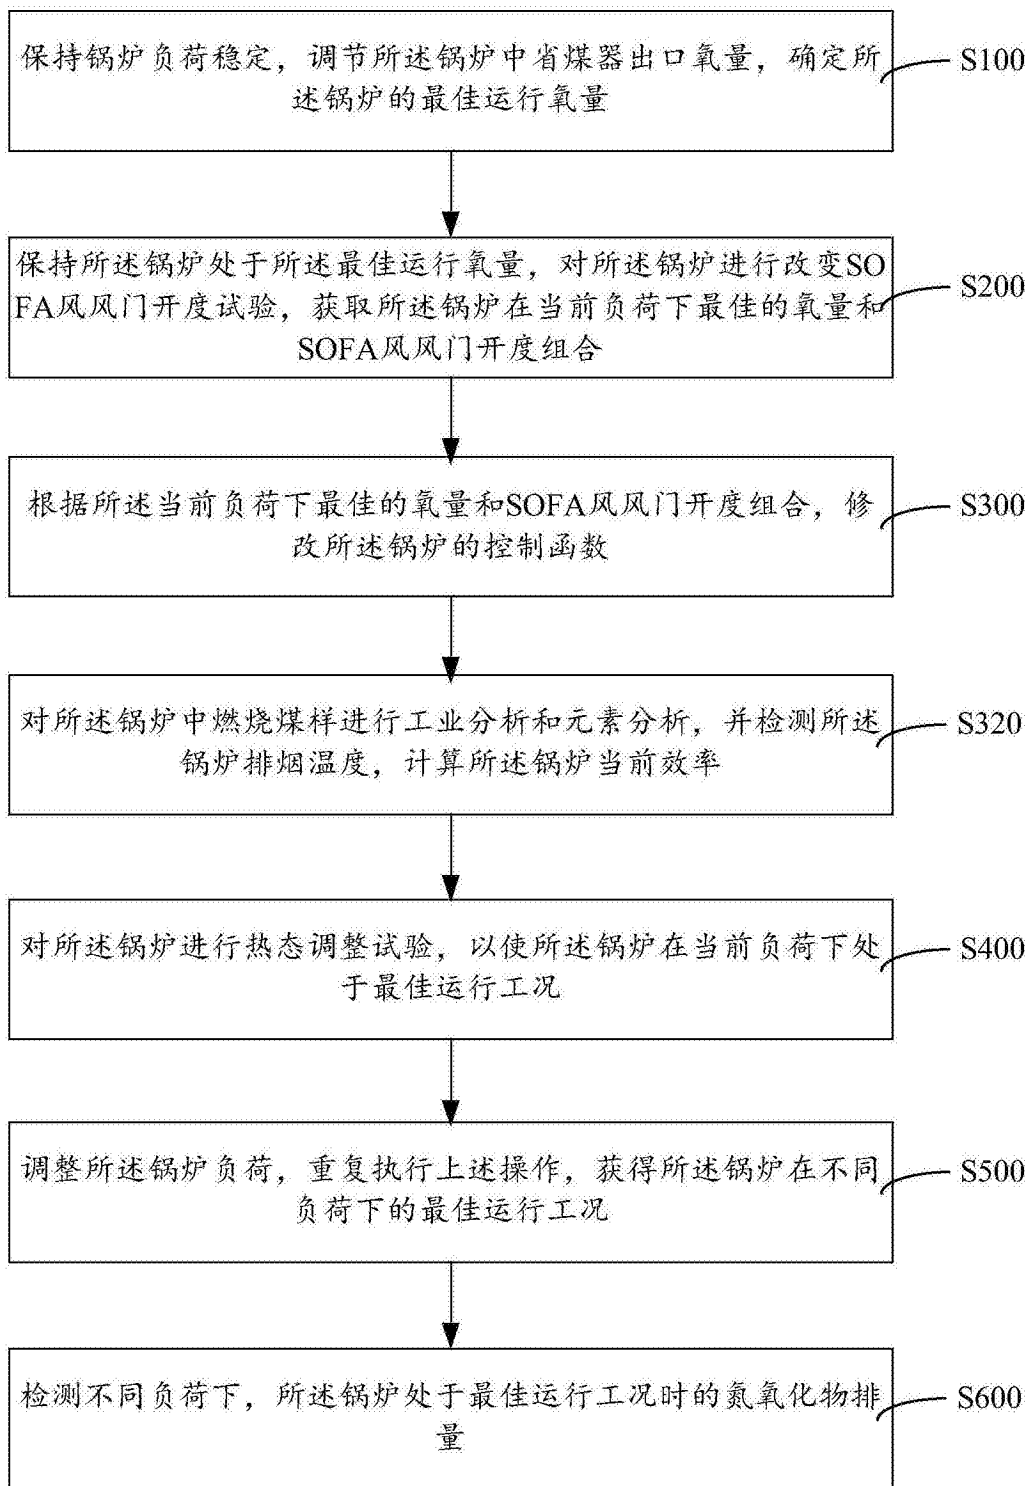 保持锅炉负荷稳定，调节所述锅炉中省煤器出口氧量，确定所
述锅炉的最佳运行氧量
S100
保持所述锅炉处于所述最佳运行氧量，对所述锅炉进行改变SO
FA风风门开度试验，获取所述锅炉在当前负荷下最佳的氧量和
SOFA风风门开度组合
S200
根据所述当前负荷下最佳的氧量和SOFA风风门开度组合，修
改所述锅炉的控制函数
S300
对所述锅炉中燃烧煤样进行工业分析和元素分析，并检测所述
锅炉排烟温度，计算所述锅炉当前效率
S320
对所述锅炉进行热态调整试验，以使所述锅炉在当前负荷下处
于最佳运行工况
S400
调整所述锅炉负荷，重复执行上述操作，获得所述锅炉在不同
负荷下的最佳运行工况
S500
检测不同负荷下，所述锅炉处于最佳运行工况时的氮氧化物排
量
S600